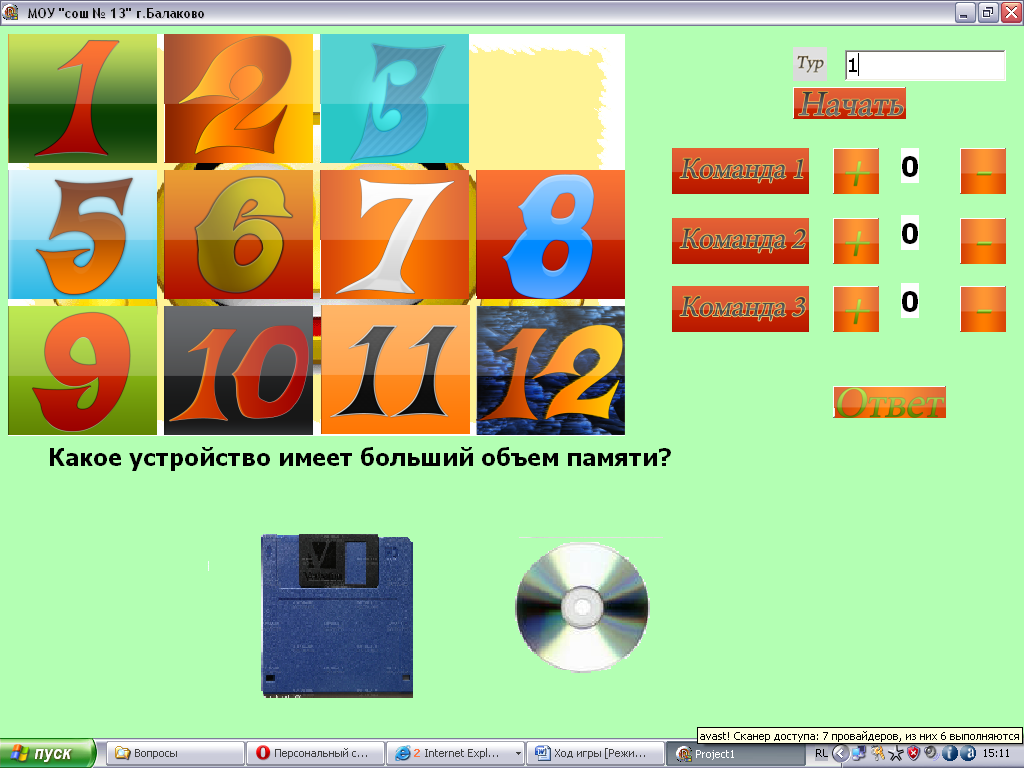 МОУ "сош № 13" г.Балаково
1 2 3
5 6 7 8
9 10 11 12
Тур 1
Начать
Команда 1 + 0 -
Команда 2 + 0 -
Команда 3 + 0 -
Ответ
Какое устройство имеет больший объем памяти?
avast! Сканер доступа: 7 провайдеров, из них 6 выполняются
пуск Вопросы Персональный с... 2 Internet Expl... Ход игры [Режи... Project1 RL 15:11